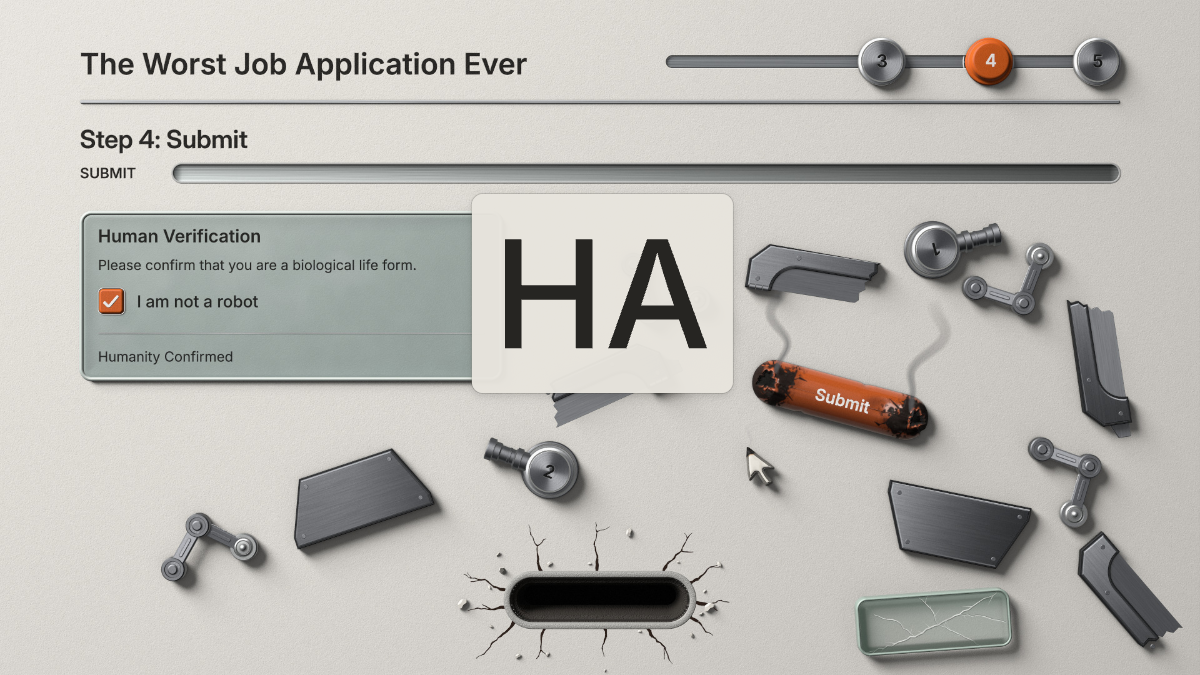 The Worst Job Application Ever
3
4
5
Step 4: Submit
SUBMIT
Human Verification
Please confirm that you are a biological life form.
I am not a robot
Humanity Confirmed
HA
1
Submit
2